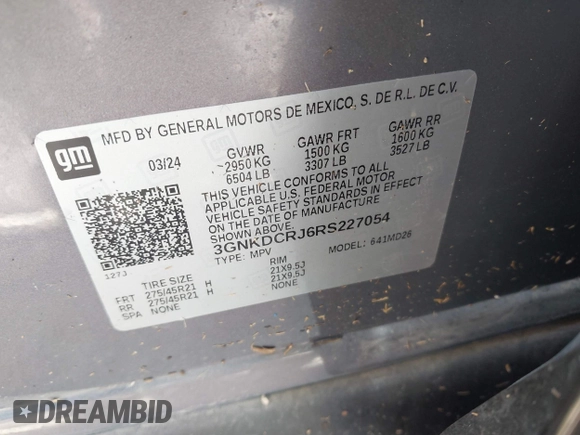 gm
MFD BY GENERAL MOTORS DE MEXICO, S. DE R.L. DE C.V.
03/24 GVWR GAWR FRT GAWR RR
~2950 KG 1500 KG 1600 KG
6504 LB 3307 LB 3527 LB
THIS VEHICLE CONFORMS TO ALL
APPLICABLE U.S. FEDERAL MOTOR
VEHICLE SAFETY STANDARDS IN EFFECT
ON THE DATE OF MANUFACTURE
SHOWN ABOVE.
3GNKDCRJ6RS227054
TYPE: MPV MODEL: 641MD26
127J
TIRE SIZE RIM
FRT 275/45R21 H 21X9.5J
RR 275/45R21 H 21X9.5J
SPA NONE NONE
DREAMBID